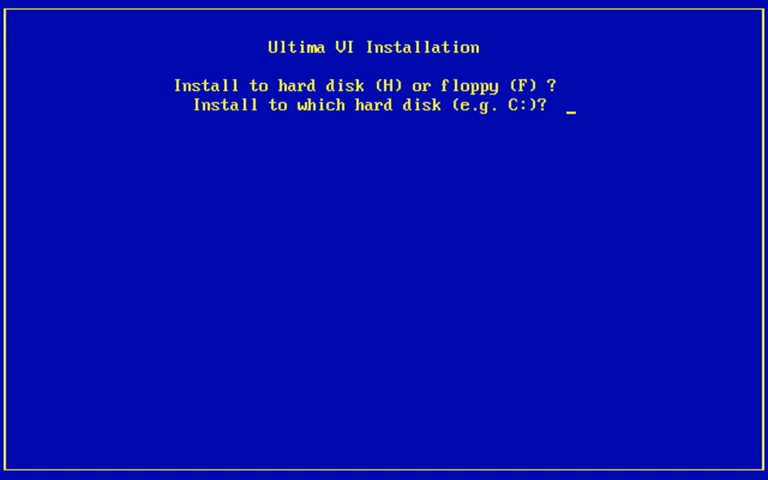 Ultima VI Installation
Install to hard disk (H) or floppy (F) ?
Install to which hard disk (e.g. C:)? _